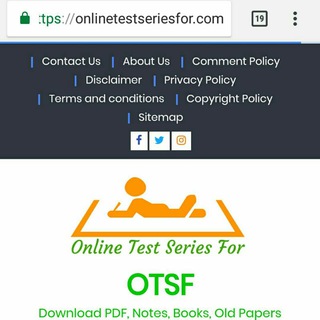 :tps://onlinetestseriesfor.com 19
| Contact Us | About Us | Comment Policy
| Disclaimer | Privacy Policy
| Terms and conditions | Copyright Policy
| Sitemap
Online Test Series For
OTSF
Download PDF, Notes, Books, Old Papers